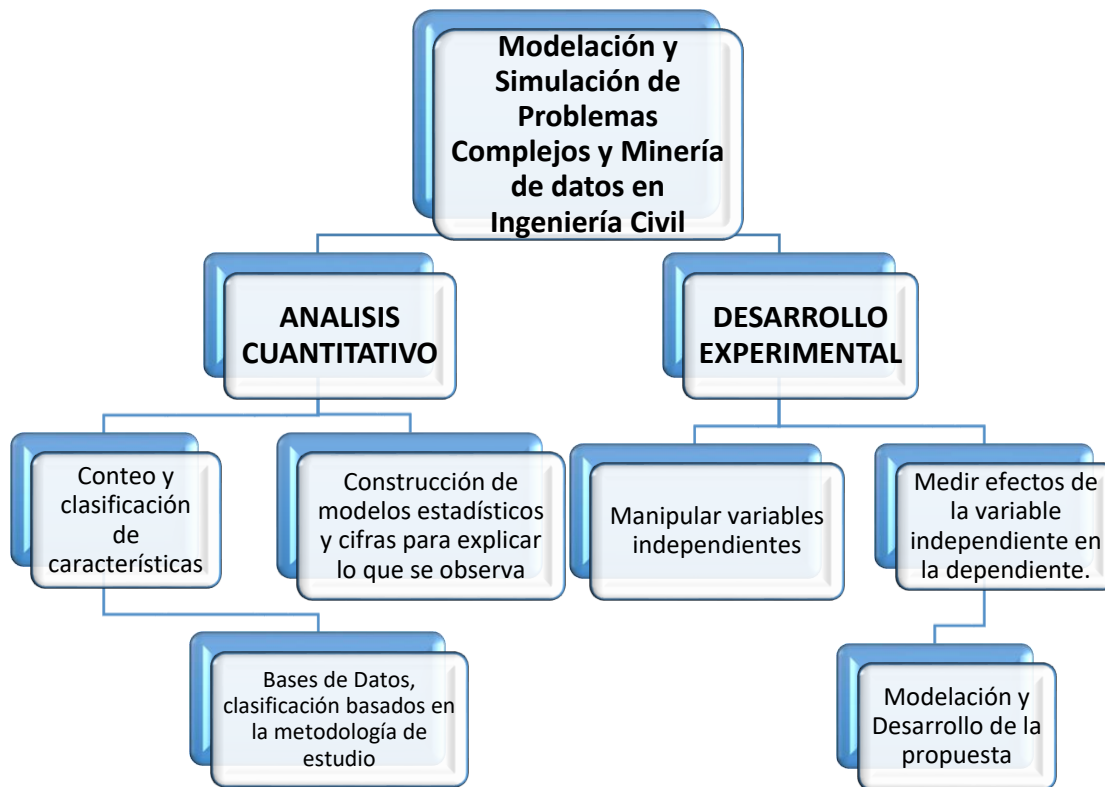 Modelación y
Simulación de
Problemas
Complejos y Minería
de datos en
Ingeniería Civil
ANALISIS
CUANTITATIVO
DESARROLLO
EXPERIMENTAL
Conteo y
clasificación
de
características
Construcción de
modelos estadísticos
y cifras para explicar
lo que se observa
Manipular variables
independientes
Medir efectos de
la variable
independiente en
la dependiente.
Bases de Datos,
clasificación basados en
la metodología de
estudio
Modelación y
Desarrollo de la
propuesta